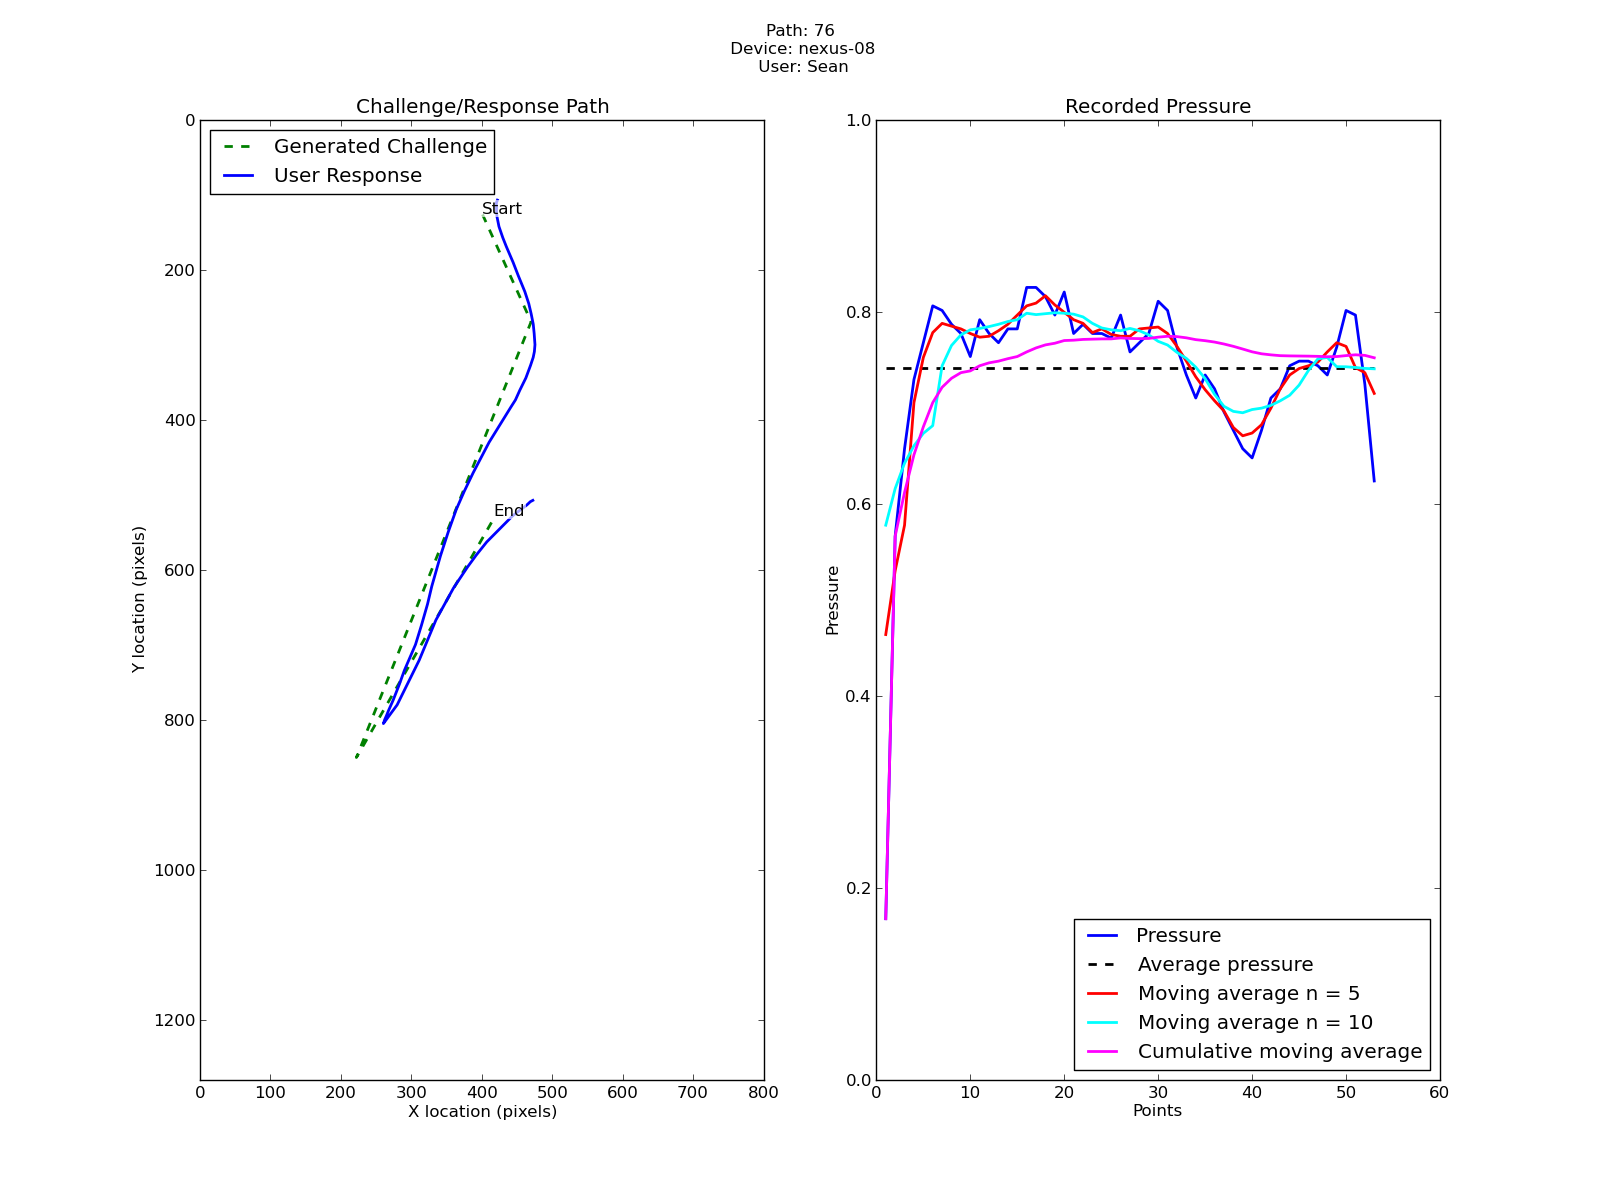 Path: 76
Device: nexus-08
User: Sean
Challenge/Response Path
Generated Challenge
User Response
Start
End
0
200
400
600
800
1000
1200
Y location (pixels)
0 100 200 300 400 500 600 700 800
X location (pixels)
Recorded Pressure
1.0
0.8
0.6
0.4
0.2
0.0
Pressure
Pressure
Average pressure
Moving average n = 5
Moving average n = 10
Cumulative moving average
0 10 20 30 40 50 60
Points